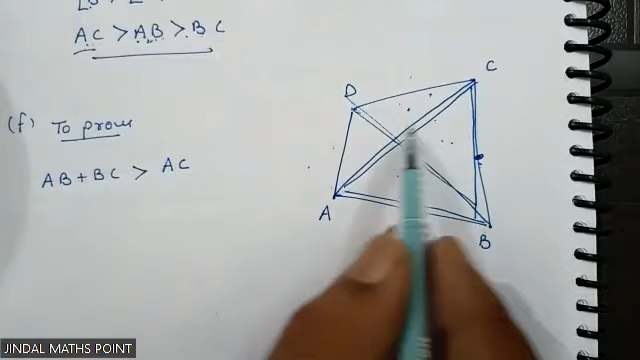 AC > AB > BC
(f) To prove
AB + BC > AC
D
C
A
B
JINDAL MATHS POINT